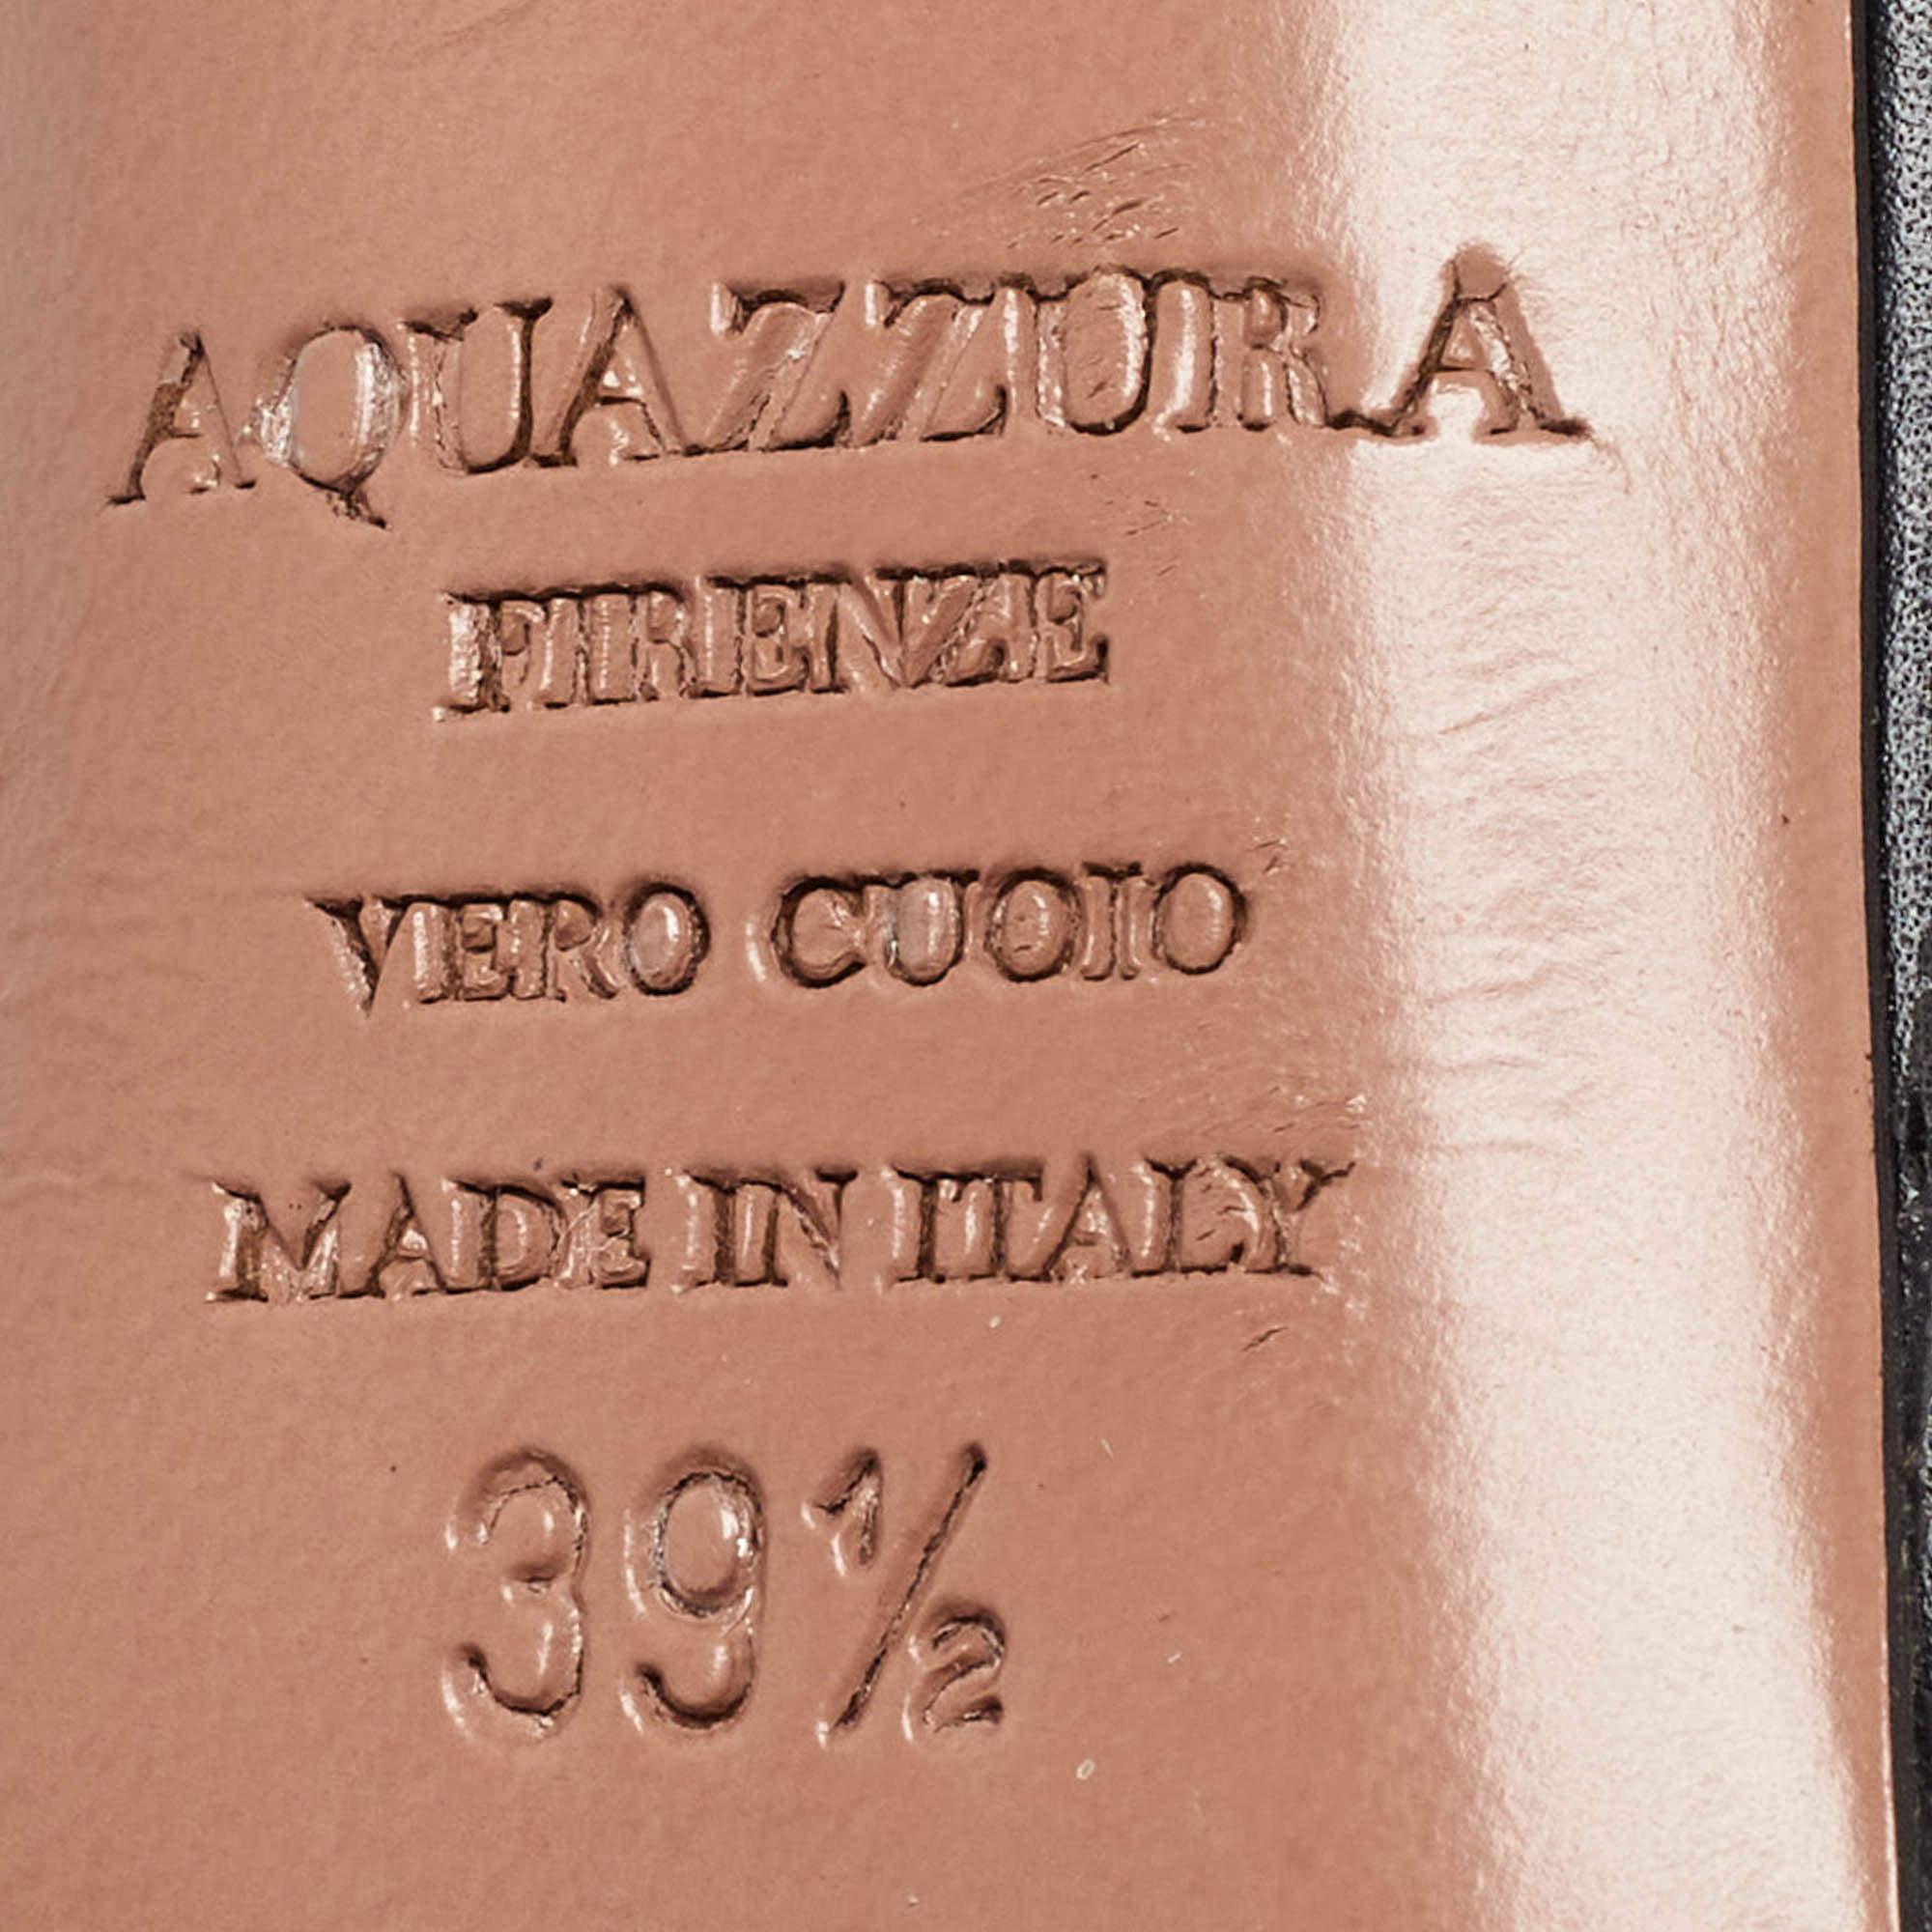 AQUAZZURA
FIRENZE
VERO CUOIO
MADE IN ITALY
39½